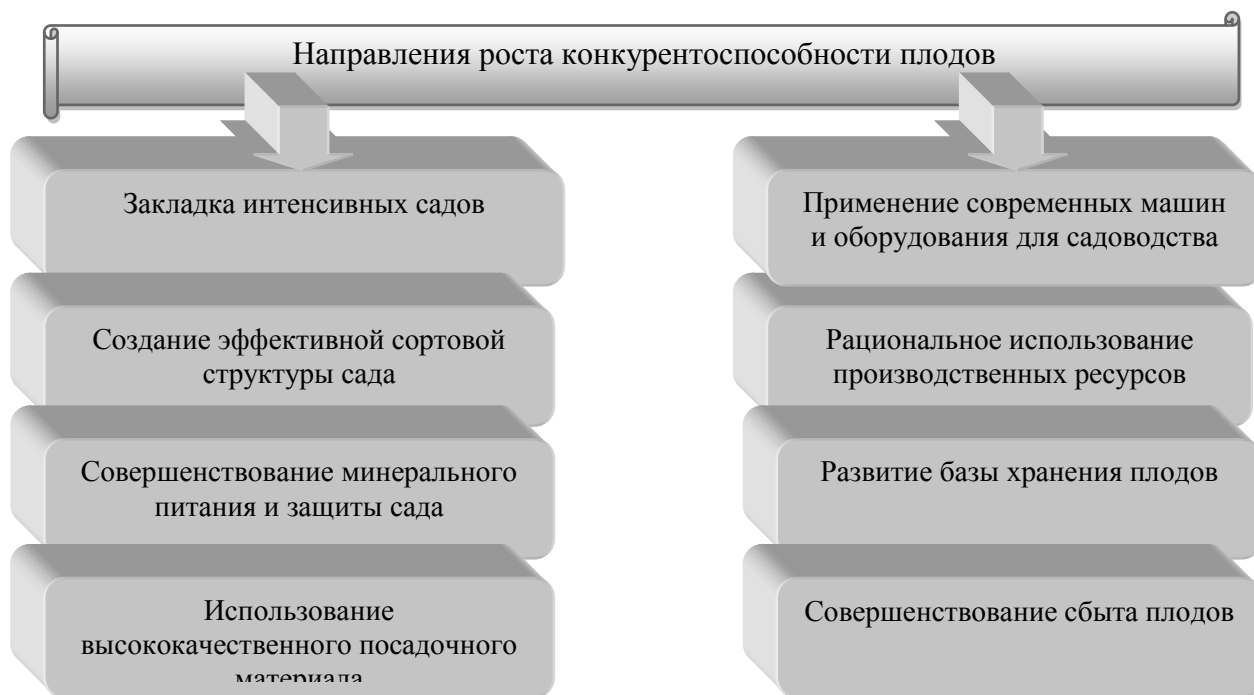 Направления роста конкурентоспособности плодов
Закладка интенсивных садов
Создание эффективной сортовой
структуры сада
Совершенствование минерального
питания и защиты сада
Использование
высококачественного посадочного
материала
Применение современных машин
и оборудования для садоводства
Рациональное использование
производственных ресурсов
Развитие базы хранения плодов
Совершенствование сбыта плодов